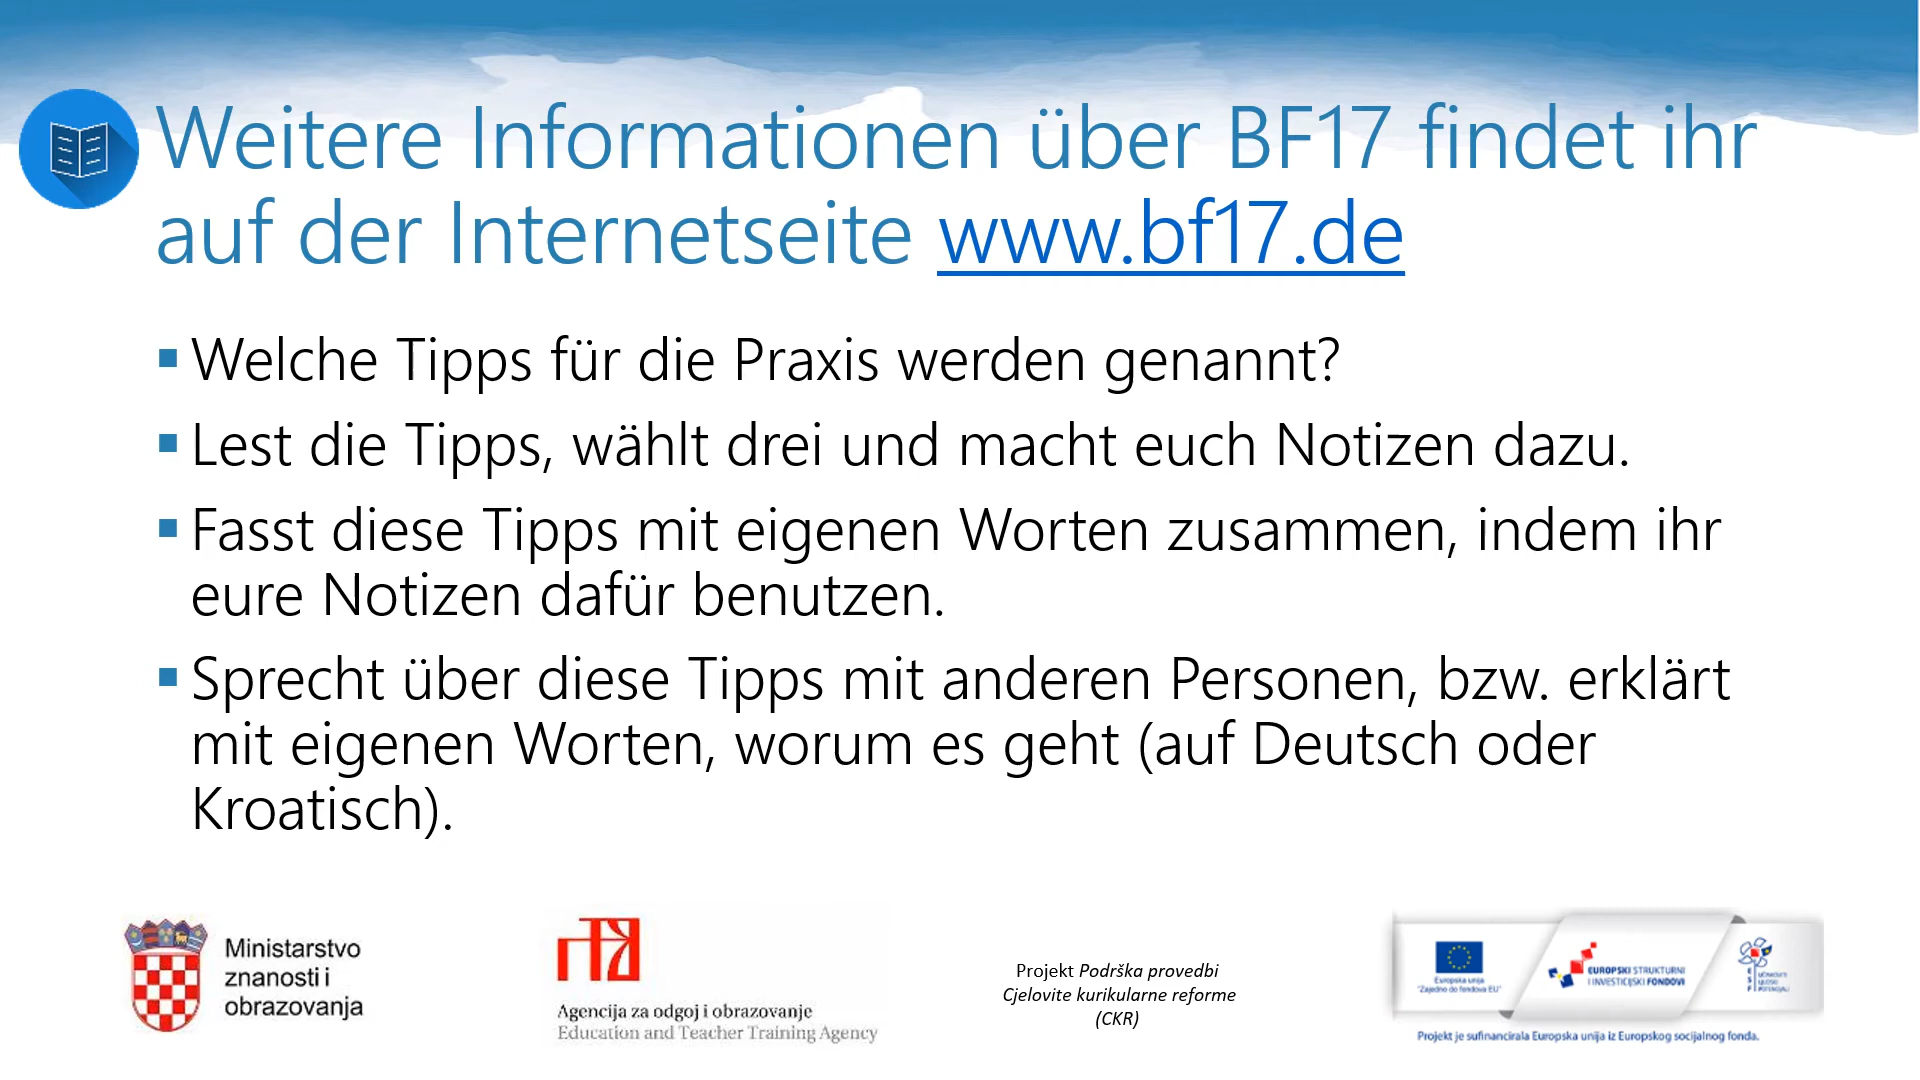 Weitere Informationen über BF17 findet ihr
auf der Internetseite www.bf17.de
▪ Welche Tipps für die Praxis werden genannt?
▪ Lest die Tipps, wählt drei und macht euch Notizen dazu.
▪ Fasst diese Tipps mit eigenen Worten zusammen, indem ihr
eure Notizen dafür benutzen.
▪ Sprecht über diese Tipps mit anderen Personen, bzw. erklärt
mit eigenen Worten, worum es geht (auf Deutsch oder
Kroatisch).
Ministarstvo
znanosti i
obrazovanja
Agencija za odgoj i obrazovanje
Education and Teacher Training Agency
Projekt Podrška provedbi
Cjelovite kurikularne reforme
(CKR)
Europska unija
"Zajedno do fondova EU"
EUROPSKI STRUKTURNI
I INVESTICIJSKI FONDOVI
ESF
UČINKOVITI
LJUDSKI
POTENCIJALI
Projekt je sufinancirala Europska unija iz Europskog socijalnog fonda.